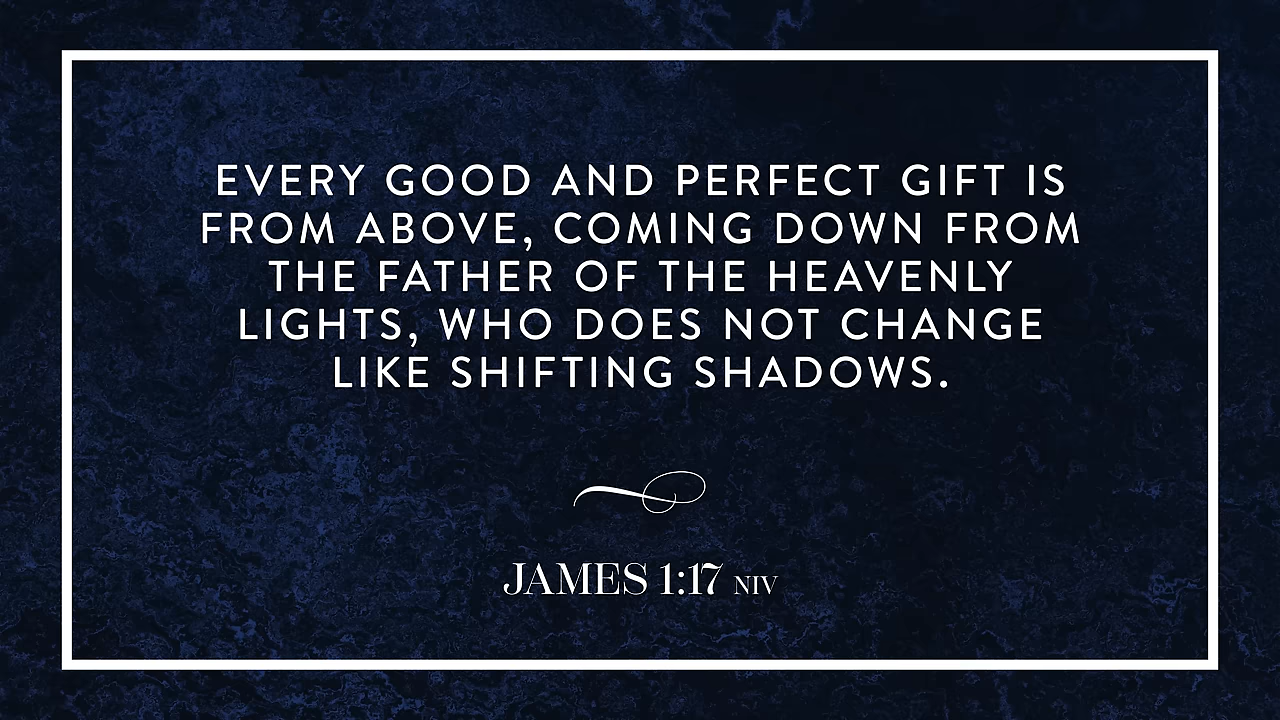 EVERY GOOD AND PERFECT GIFT IS
FROM ABOVE, COMING DOWN FROM
THE FATHER OF THE HEAVENLY
LIGHTS, WHO DOES NOT CHANGE
LIKE SHIFTING SHADOWS.
JAMES 1:17 NIV